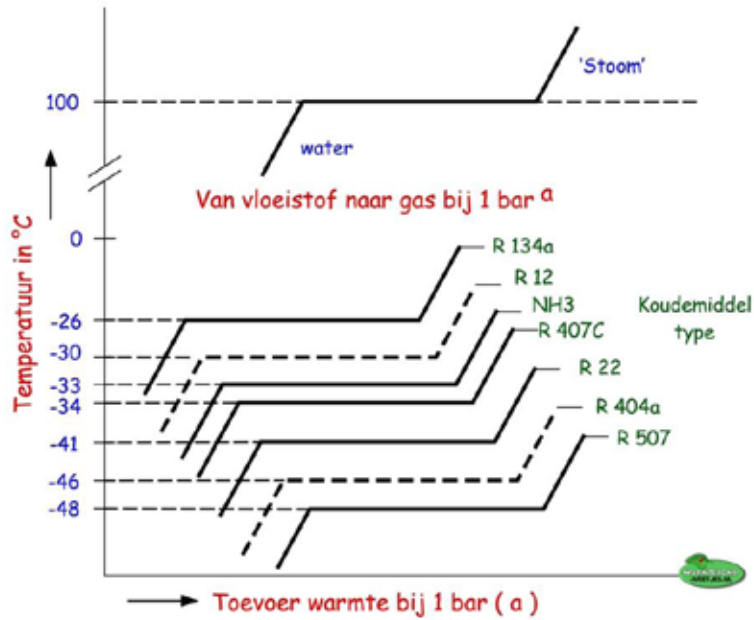 'Stoom'
100
water
Van vloeistof naar gas bij 1 bar a
Temperatuur in °C
0
R 134a
R 12
NH3
Koudemiddel
type
-26
R 407C
-30
R 22
-33
-34
R 404a
-41
R 507
-46
-48
Toevoer warmte bij 1 bar ( a )